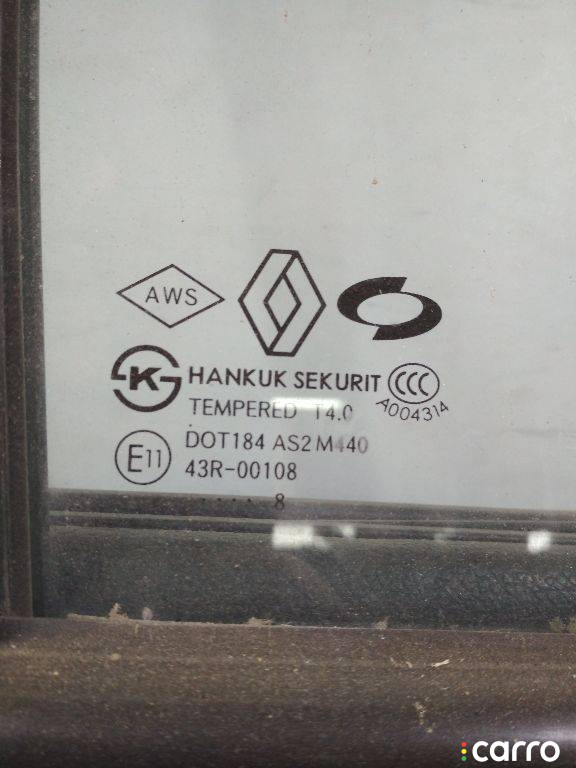 AWS
K
HANKUK SEKURIT
CCC
TEMPERED T4.0
A004314
DOT184 AS2 M440
E11
43R-00108
.... 8
carro